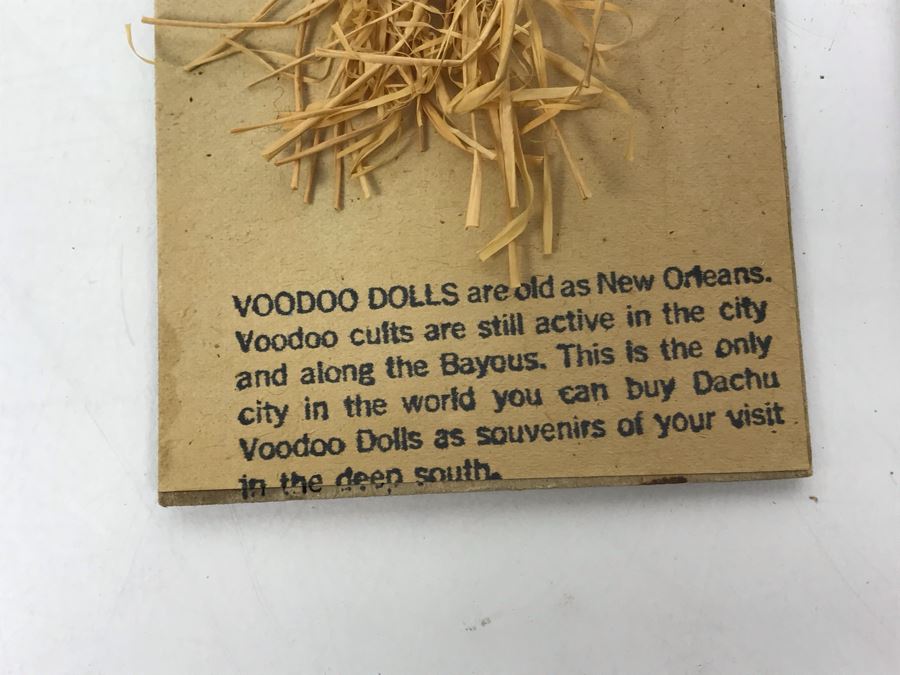 VOODOO DOLLS are old as New Orleans.
Voodoo cults are still active in the city
and along the Bayous. This is the only
city in the world you can buy Dachu
Voodoo Dolls as souvenirs of your visit
in the deep south.